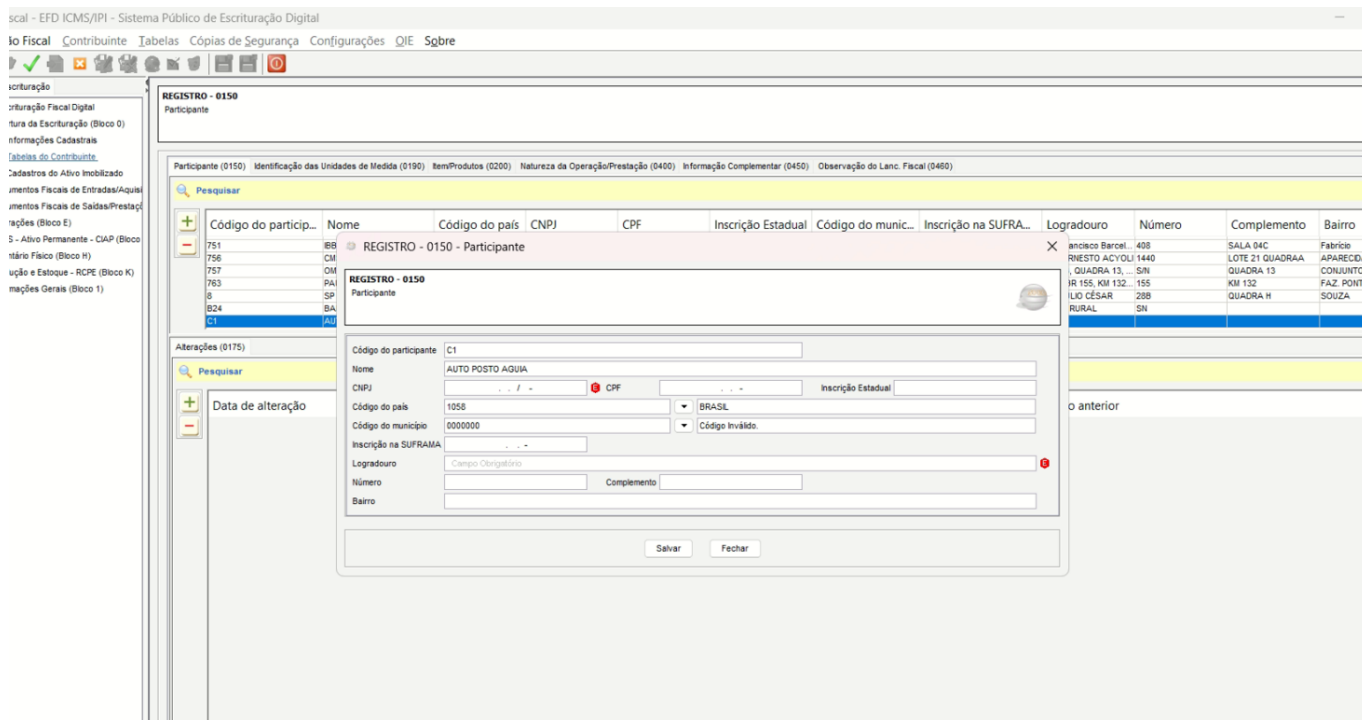 scal - EFD ICMS/IPI - Sistema Público de Escrituração Digital
ão Fiscal Contribuinte Tabelas Cópias de Segurança Configurações QIE Sobre
scrituração
crituração Fiscal Digital
rtura da Escrituração (Bloco 0)
nformações Cadastrais
Tabelas do Contribuinte
Cadastros do Ativo Imobilizado
umentos Fiscais de Entradas/Aquisi
umentos Fiscais de Saídas/Prestaçõ
rações (Bloco E)
S - Ativo Permanente - CIAP (Bloco
ntário Físico (Bloco H)
ução e Estoque - RCPE (Bloco K)
mações Gerais (Bloco 1)
REGISTRO - 0150
Participante
Participante (0150) Identificação das Unidades de Medida (0190) Item/Produtos (0200) Natureza da Operação/Prestação (0400) Informação Complementar (0450) Observação do Lanc. Fiscal (0460)
Pesquisar
Código do particip... Nome Código do país CNPJ CPF Inscrição Estadual Código do munic... Inscrição na SUFRA... Logradouro Número Complemento Bairro
751 IBB ancisco Barcel... 408 SALA 04C Fabrício
756 CM RNESTO ACYOLI 1440 LOTE 21 QUADRAA APARECID
757 OM , QUADRA 13, ... S/N QUADRA 13 CONJUNTO
763 PA BR 155, KM 132... 155 KM 132 FAZ. PONT
8 SP ULIO CÉSAR 28B QUADRA H SOUZA
B24 BA RURAL SN
C1 AU
REGISTRO - 0150 - Participante
REGISTRO - 0150
Participante
Código do participante C1
Nome AUTO POSTO AGUIA
CNPJ . . / - CPF . . - Inscrição Estadual
Código do país 1058 BRASIL
Código do município 0000000 Código Inválido.
Inscrição na SUFRAMA . . -
Logradouro Campo Obrigatório
Número Complemento
Bairro
Salvar Fechar
Alterações (0175)
Pesquisar
Data de alteração o anterior